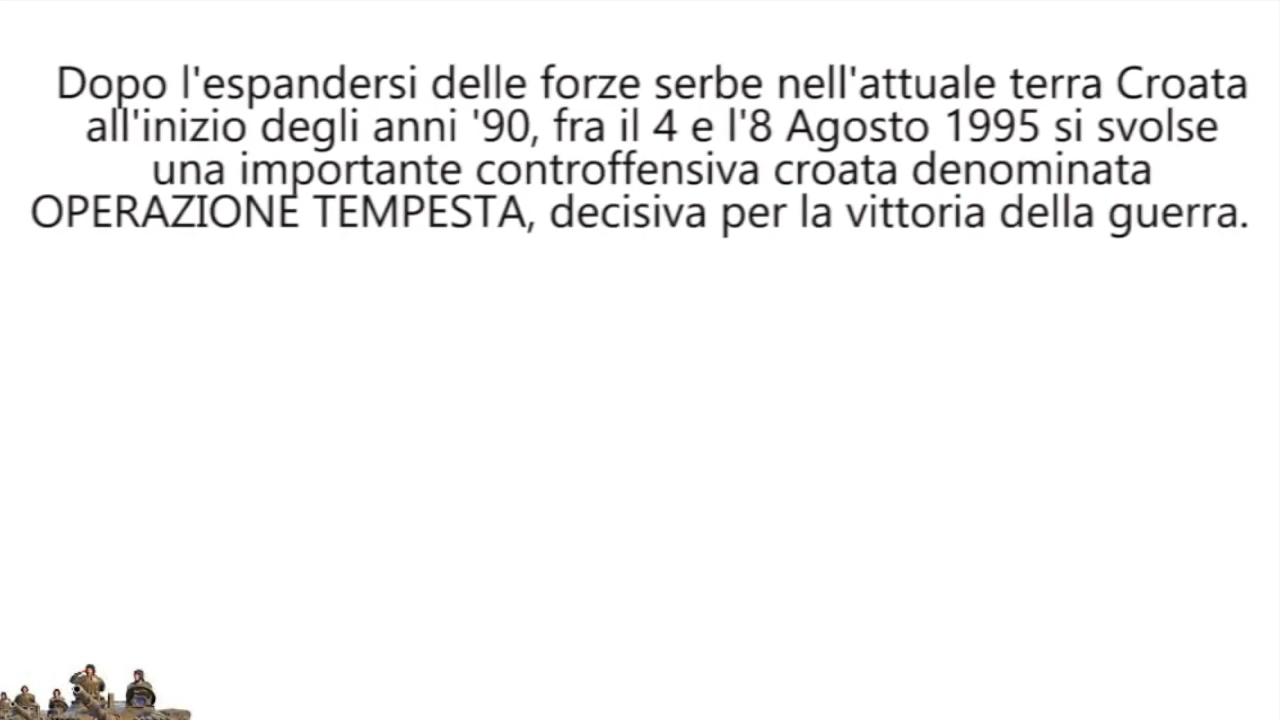 Dopo l'espandersi delle forze serbe nell'attuale terra Croata
all'inizio degli anni '90, fra il 4 e l'8 Agosto 1995 si svolse
una importante controffensiva croata denominata
OPERAZIONE TEMPESTA, decisiva per la vittoria della guerra.